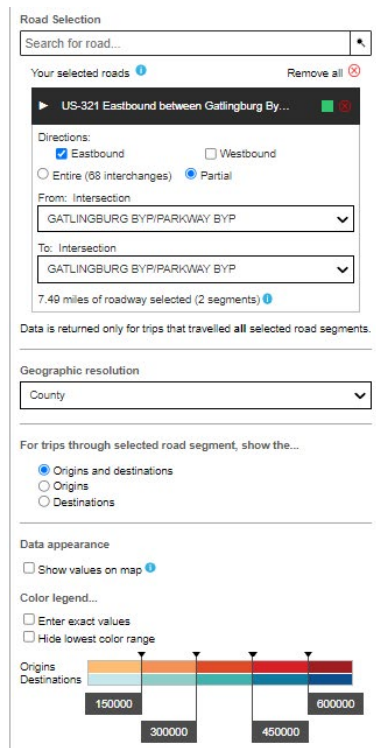 Road Selection
Search for road...
Your selected roads
Remove all
US-321 Eastbound between Gatlingburg By...
Directions:
Eastbound Westbound
Entire (68 interchanges) Partial
From: Intersection
GATLINGBURG BYP/PARKWAY BYP
To: Intersection
GATLINGBURG BYP/PARKWAY BYP
7.49 miles of roadway selected (2 segments)
Data is returned only for trips that travelled all selected road segments.
Geographic resolution
County
For trips through selected road segment, show the...
Origins and destinations
Origins
Destinations
Data appearance
Show values on map
Color legend...
Enter exact values
Hide lowest color range
Origins
Destinations
150000 600000
300000 450000